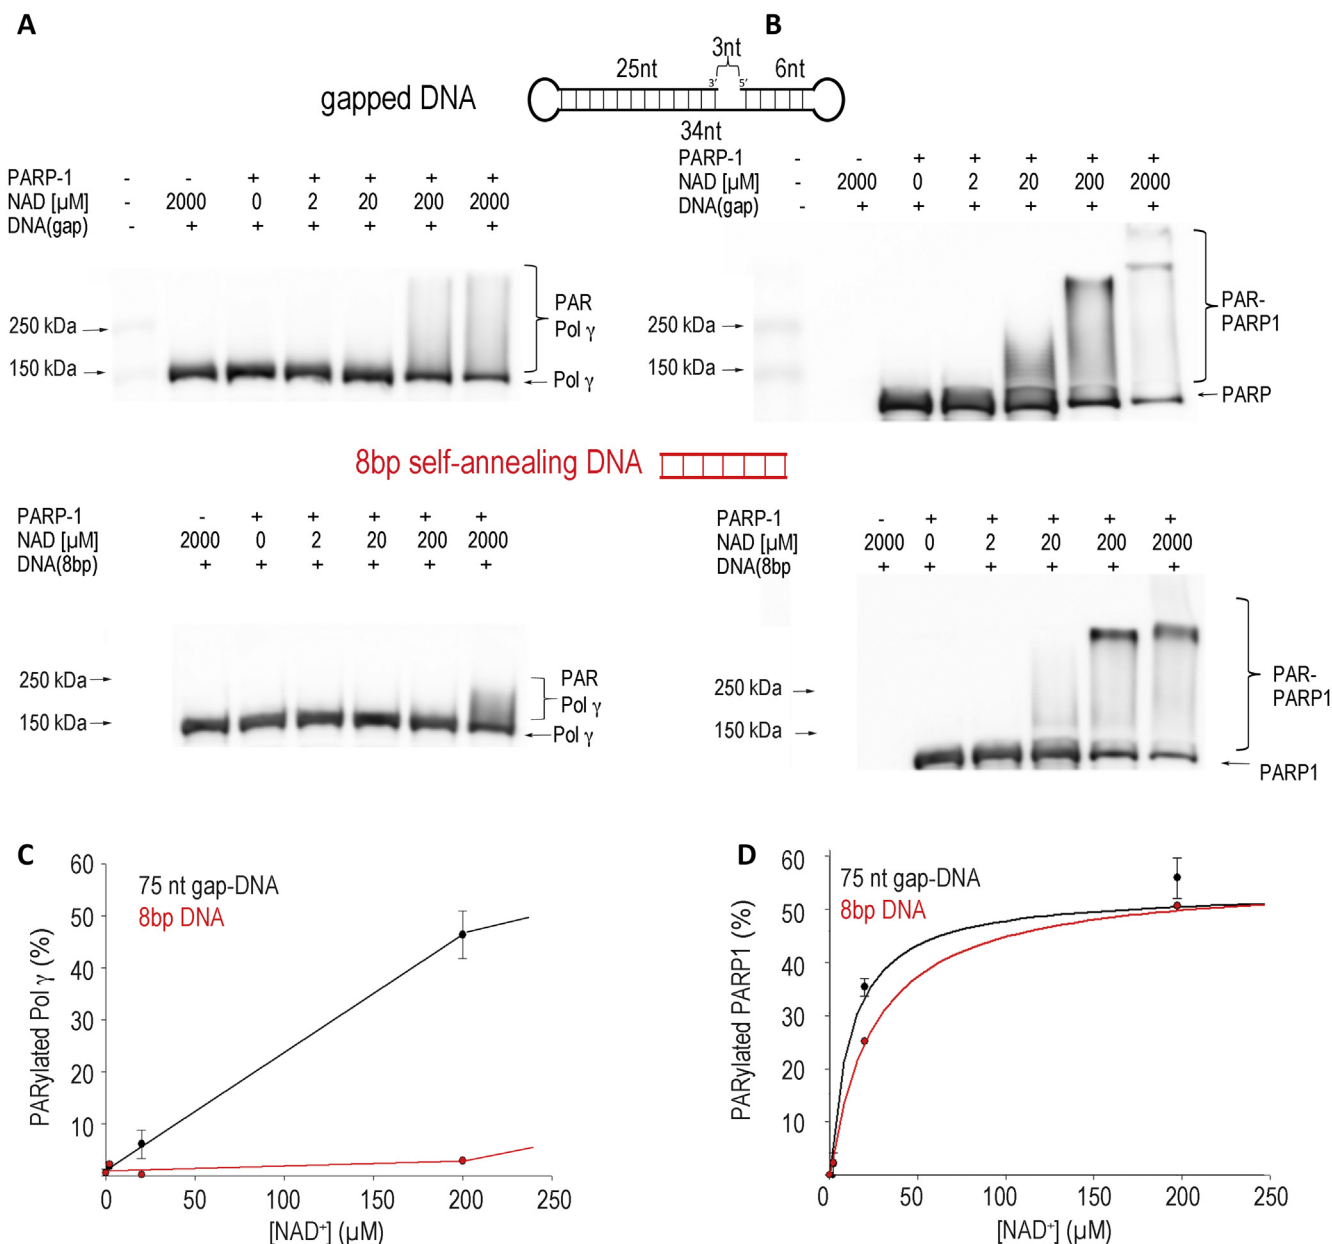 A
B
gapped DNA
25nt
3nt
6nt
3'
5'
34nt
PARP-1 - - + + + + +
NAD [µM] - 2000 0 2 20 200 2000
DNA(gap) - + + + + + +
250 kDa
150 kDa
PAR
Pol γ
Pol γ
PARP-1 - - + + + + +
NAD [µM] - 2000 0 2 20 200 2000
DNA(gap) - + + + + + +
250 kDa
150 kDa
PAR-
PARP1
PARP
8bp self-annealing DNA
PARP-1 - + + + + +
NAD [µM] 2000 0 2 20 200 2000
DNA(8bp) + + + + + +
250 kDa
150 kDa
PAR
Pol γ
Pol γ
PARP-1 - + + + + +
NAD [µM] 2000 0 2 20 200 2000
DNA(8bp + + + + + +
250 kDa
150 kDa
PAR-
PARP1
PARP1
C
PARylated Pol γ (%)
60
50
40
30
20
10
75 nt gap-DNA
8bp DNA
0 50 100 150 200 250
[NAD+] (µM)
D
PARylated PARP1 (%)
60
50
40
30
20
10
75 nt gap-DNA
8bp DNA
0 50 100 150 200 250
[NAD+] (µM)